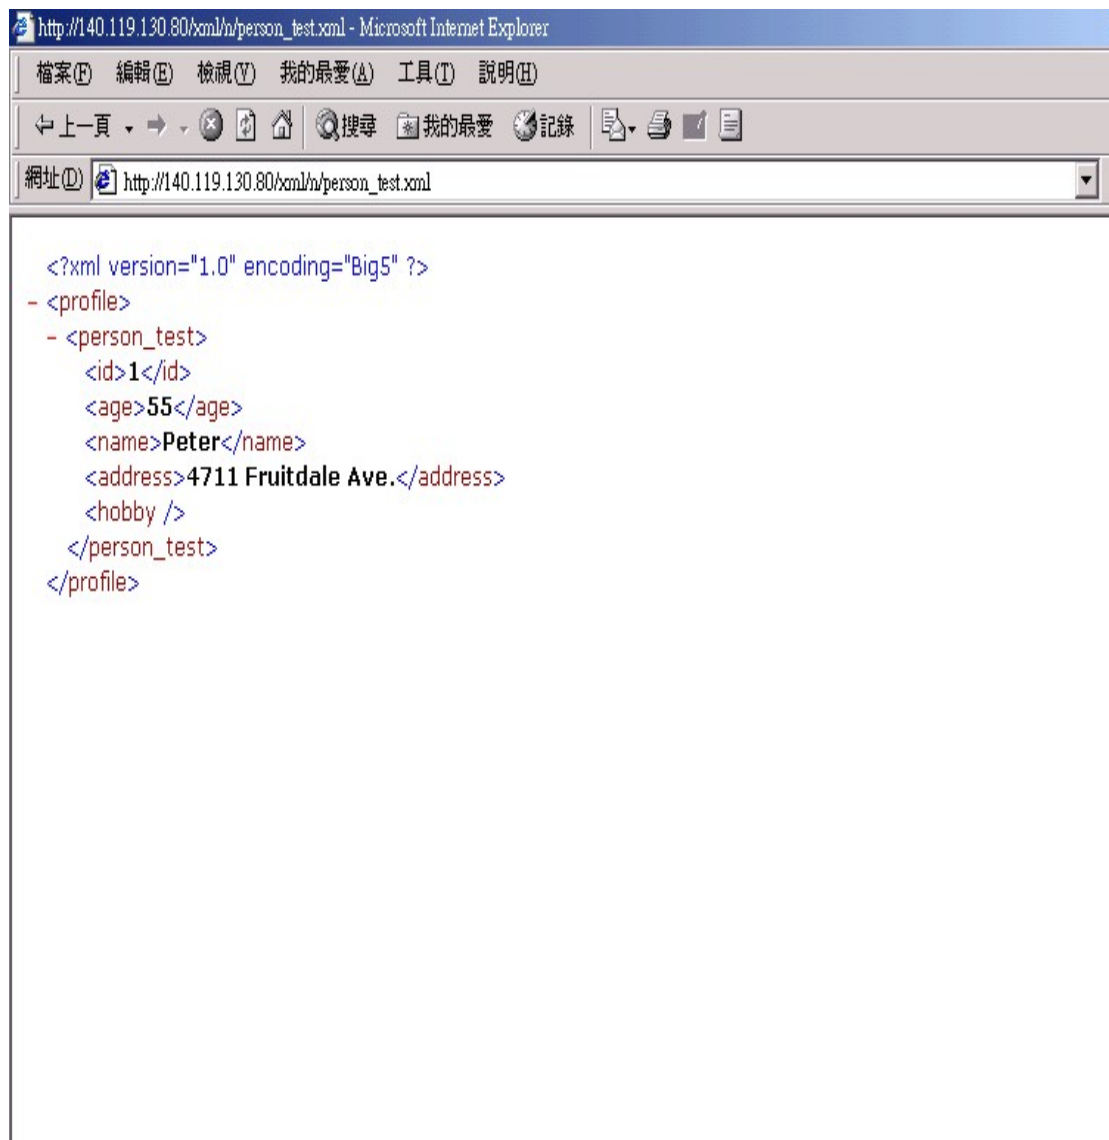 http://140.119.130.80/xml/n/person_test.xml - Microsoft Internet Explorer
檔案(F) 編輯(E) 檢視(V) 我的最愛(A) 工具(T) 說明(H)
上一頁 搜尋 我的最愛 記錄
網址(D) http://140.119.130.80/xml/n/person_test.xml
<?xml version="1.0" encoding="Big5" ?>
- <profile>
- <person_test>
<id>1</id>
<age>55</age>
<name>Peter</name>
<address>4711 Fruitdale Ave.</address>
<hobby />
</person_test>
</profile>